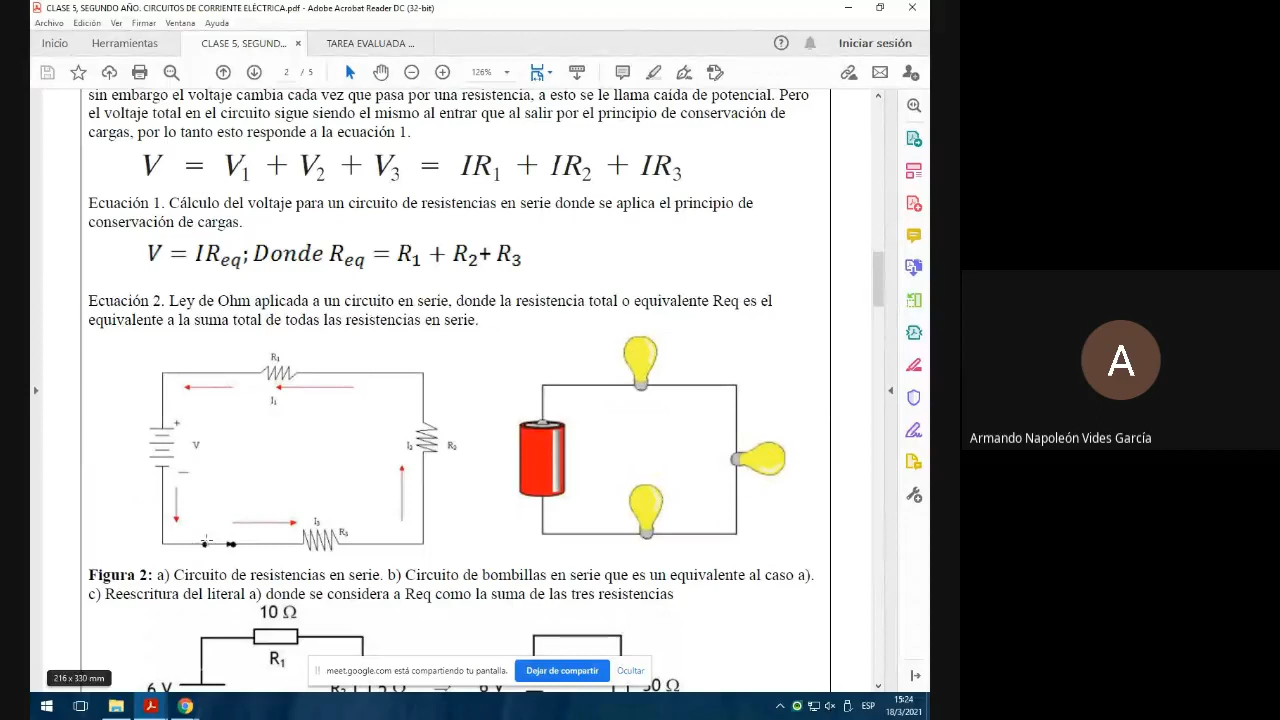 CLASE 5, SEGUNDO AÑO. CIRCUITOS DE CORRIENTE ELÉCTRICA.pdf - Adobe Acrobat Reader DC (32-bit)
Archivo Edición Ver Firmar Ventana Ayuda
Inicio Herramientas CLASE 5, SEGUND... × TAREA EVALUADA ... Iniciar sesión
2 / 5 126%
sin embargo el voltaje cambia cada vez que pasa por una resistencia, a esto se le llama caída de potencial. Pero
el voltaje total en el circuito sigue siendo el mismo al entrar que al salir por el principio de conservación de
cargas, por lo tanto esto responde a la ecuación 1.
V = V₁ + V₂ + V₃ = IR₁ + IR₂ + IR₃
Ecuación 1. Cálculo del voltaje para un circuito de resistencias en serie donde se aplica el principio de
conservación de cargas.
V = IReq; Donde Req = R₁ + R₂+ R₃
Ecuación 2. Ley de Ohm aplicada a un circuito en serie, donde la resistencia total o equivalente Req es el
equivalente a la suma total de todas las resistencias en serie.
R₁
I₁
+
V
−
I₂ R₂
I₃ R₃
Figura 2: a) Circuito de resistencias en serie. b) Circuito de bombillas en serie que es un equivalente al caso a).
c) Reescritura del literal a) donde se considera a Req como la suma de las tres resistencias
10 Ω
R₁
6 V
216 x 330 mm
meet.google.com está compartiendo tu pantalla. Dejar de compartir Ocultar
A
Armando Napoleón Vides García
ESP
15:24
18/3/2021